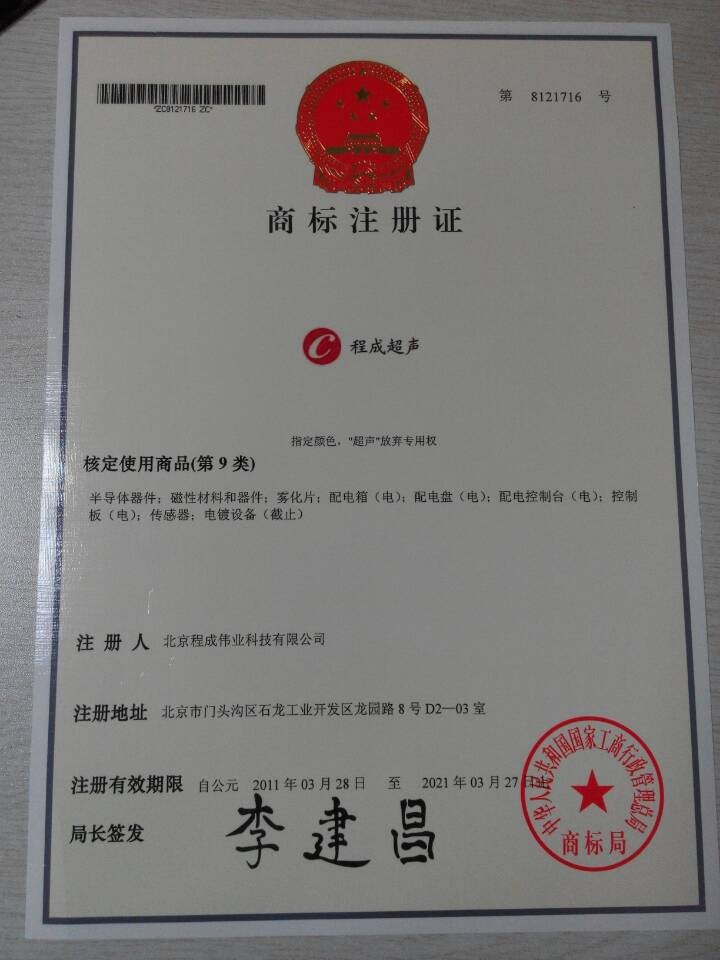 *ZC8121716 ZC*
第 8121716 号
商标注册证
C 程成超声
指定颜色，"超声"放弃专用权
核定使用商品(第 9 类)
半导体器件；磁性材料和器件；雾化片；配电箱（电）；配电盘（电）；配电控制台（电）；控制
板（电）；传感器；电镀设备（截止）
注 册 人 北京程成伟业科技有限公司
注册地址 北京市门头沟区石龙工业开发区龙园路 8 号 D2—03 室
注册有效期限 自公元 2011 年 03 月 28 日 至 2021 年 03 月 27 日止
局长签发 李建昌
中华人民共和国国家工商行政管理总局
商标局